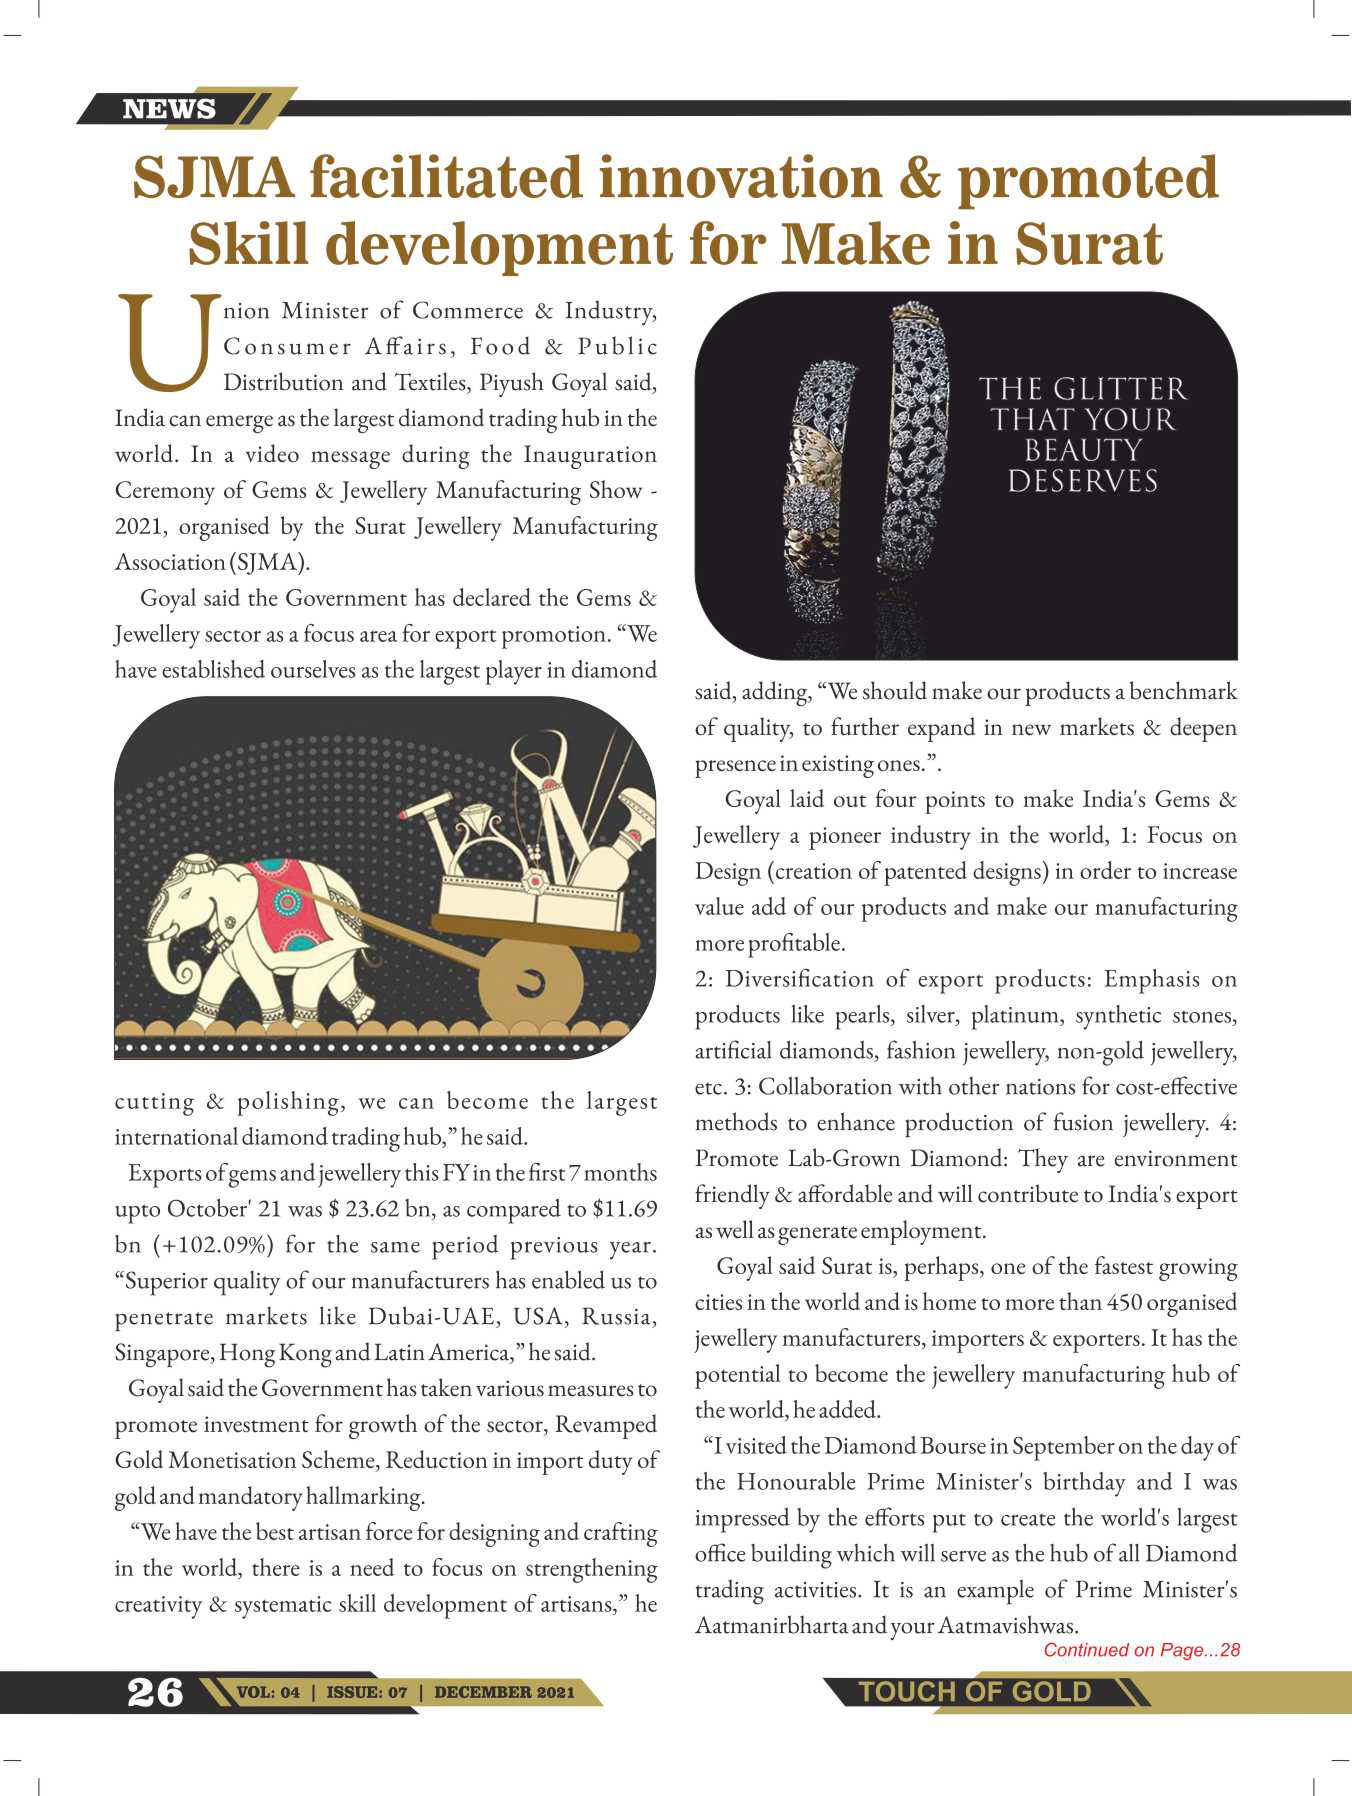 NEWS
SJMA facilitated innovation & promoted
Skill development for Make in Surat
Union Minister of Commerce & Industry,
Consumer Affairs, Food & Public
Distribution and Textiles, Piyush Goyal said,
India can emerge as the largest diamond trading hub in the
world. In a video message during the Inauguration
Ceremony of Gems & Jewellery Manufacturing Show -
2021, organised by the Surat Jewellery Manufacturing
Association (SJMA).
Goyal said the Government has declared the Gems &
Jewellery sector as a focus area for export promotion. “We
have established ourselves as the largest player in diamond
cutting & polishing, we can become the largest
international diamond trading hub,” he said.
Exports of gems and jewellery this FY in the first 7 months
upto October' 21 was $ 23.62 bn, as compared to $11.69
bn (+102.09%) for the same period previous year.
“Superior quality of our manufacturers has enabled us to
penetrate markets like Dubai-UAE, USA, Russia,
Singapore, Hong Kong and Latin America,” he said.
Goyal said the Government has taken various measures to
promote investment for growth of the sector, Revamped
Gold Monetisation Scheme, Reduction in import duty of
gold and mandatory hallmarking.
“We have the best artisan force for designing and crafting
in the world, there is a need to focus on strengthening
creativity & systematic skill development of artisans,” he
THE GLITTER
THAT YOUR
BEAUTY
DESERVES
said, adding, “We should make our products a benchmark
of quality, to further expand in new markets & deepen
presence in existing ones.”.
Goyal laid out four points to make India's Gems &
Jewellery a pioneer industry in the world, 1: Focus on
Design (creation of patented designs) in order to increase
value add of our products and make our manufacturing
more profitable.
2: Diversification of export products: Emphasis on
products like pearls, silver, platinum, synthetic stones,
artificial diamonds, fashion jewellery, non-gold jewellery,
etc. 3: Collaboration with other nations for cost-effective
methods to enhance production of fusion jewellery. 4:
Promote Lab-Grown Diamond: They are environment
friendly & affordable and will contribute to India's export
as well as generate employment.
Goyal said Surat is, perhaps, one of the fastest growing
cities in the world and is home to more than 450 organised
jewellery manufacturers, importers & exporters. It has the
potential to become the jewellery manufacturing hub of
the world, he added.
“I visited the Diamond Bourse in September on the day of
the Honourable Prime Minister's birthday and I was
impressed by the efforts put to create the world's largest
office building which will serve as the hub of all Diamond
trading activities. It is an example of Prime Minister's
Aatmanirbharta and your Aatmavishwas.
Continued on Page...28
26 VOL: 04 | ISSUE: 07 | DECEMBER 2021
TOUCH OF GOLD